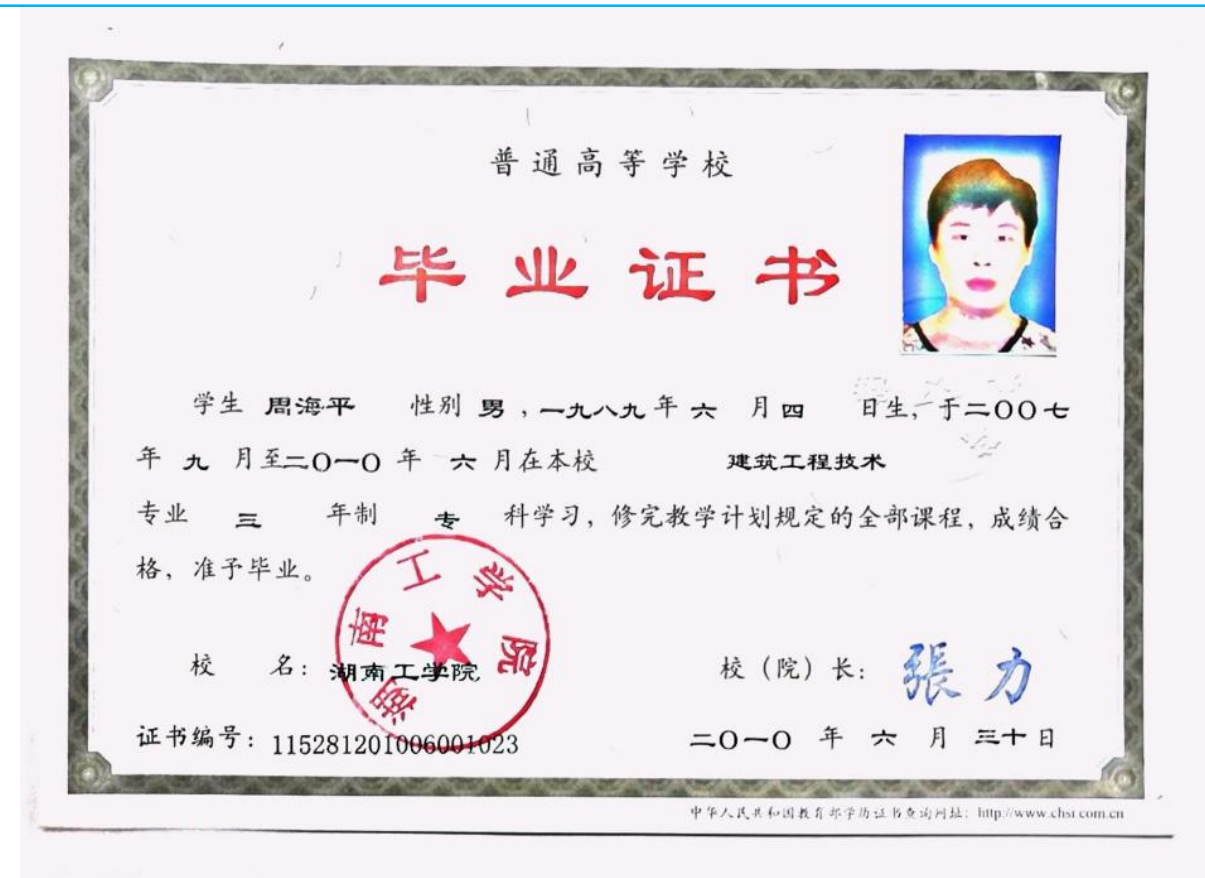 普通高等学校
毕业证书
学生 周海平 性别 男，一九八九年 六 月四 日生，于二〇〇七
年 九 月至二〇一〇 年 六 月在本校 建筑工程技术
专业 三 年制 专 科学习，修完教学计划规定的全部课程，成绩合
格，准予毕业。
湖南工学院
校 名：湖南工学院
校（院）长：張力
证书编号：115281201006001023
二〇一〇 年 六 月 三十日
中华人民共和国教育部学历证书查询网址：http://www.chsi.com.cn